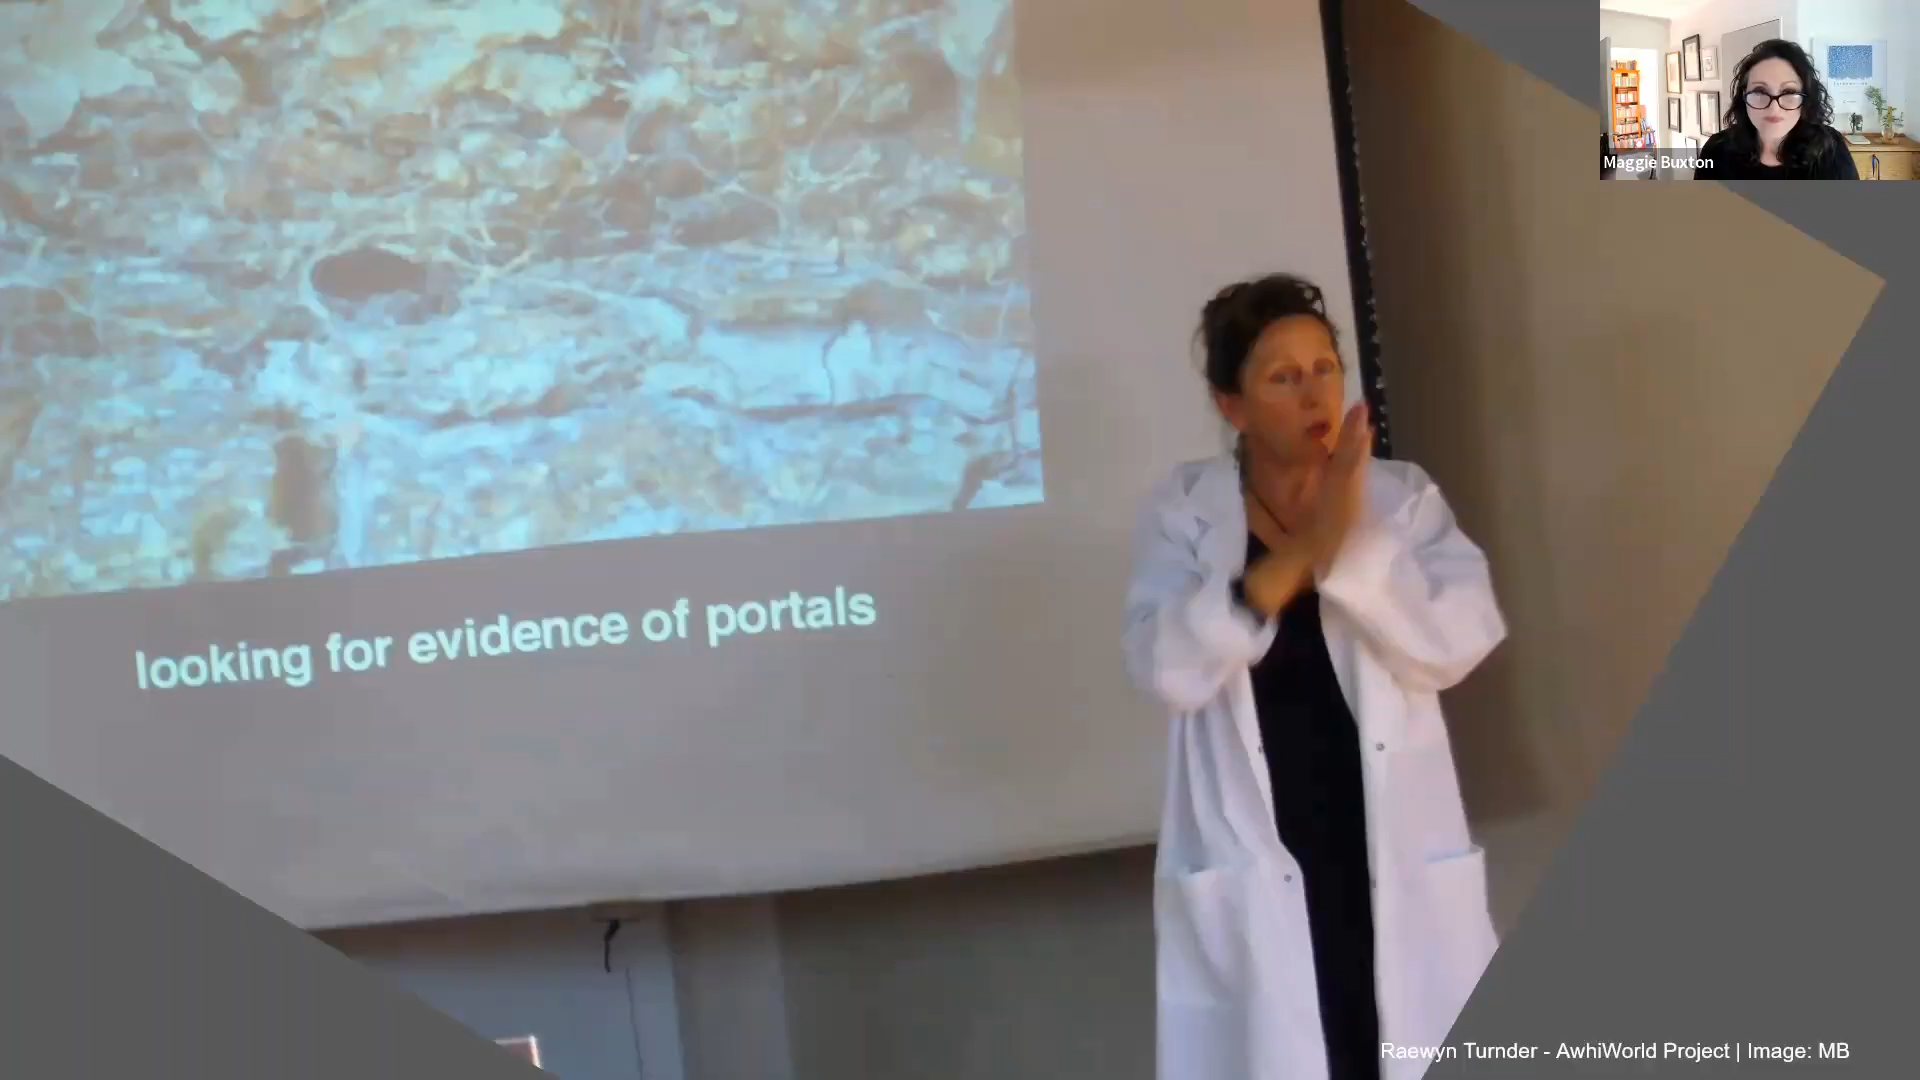 Maggie Buxton
looking for evidence of portals
Raewyn Turnder - AwhiWorld Project | Image: MB